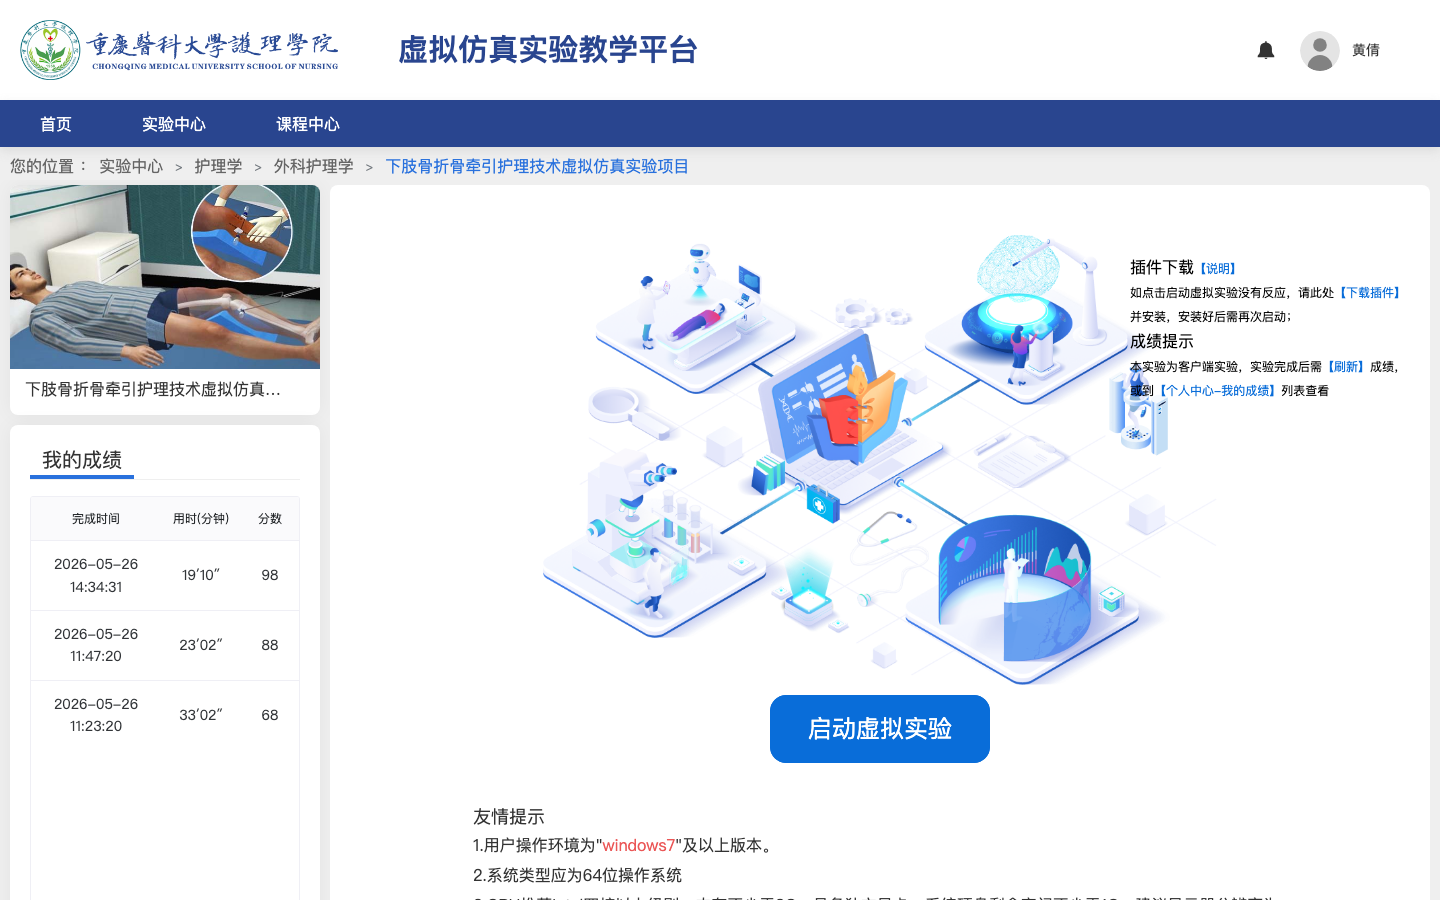 重慶醫科大學護理學院
CHONGQING MEDICAL UNIVERSITY SCHOOL OF NURSING
虚拟仿真实验教学平台
黄倩
首页 实验中心 课程中心
您的位置： 实验中心 > 护理学 > 外科护理学 > 下肢骨折骨牵引护理技术虚拟仿真实验项目
下肢骨折骨牵引护理技术虚拟仿真...
我的成绩
完成时间 用时(分钟) 分数
2026-05-26 14:34:31 19′10″ 98
2026-05-26 11:47:20 23′02″ 88
2026-05-26 11:23:20 33′02″ 68
插件下载【说明】
如点击启动虚拟实验没有反应，请此处【下载插件】
并安装，安装好后需再次启动；
成绩提示
本实验为客户端实验，实验完成后需【刷新】成绩，
或到【个人中心-我的成绩】列表查看
启动虚拟实验
友情提示
1.用户操作环境为"windows7"及以上版本。
2.系统类型应为64位操作系统